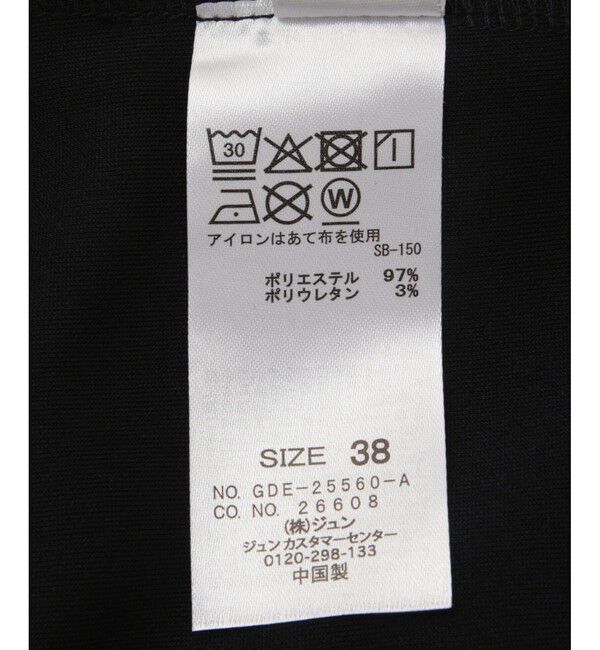 30
W
アイロンはあて布を使用
SB-150
ポリエステル 97%
ポリウレタン 3%
SIZE 38
NO. GDE-25560-A
CO. NO. 26608
(株)ジュン
ジュンカスタマーセンター
0120-298-133
中国製